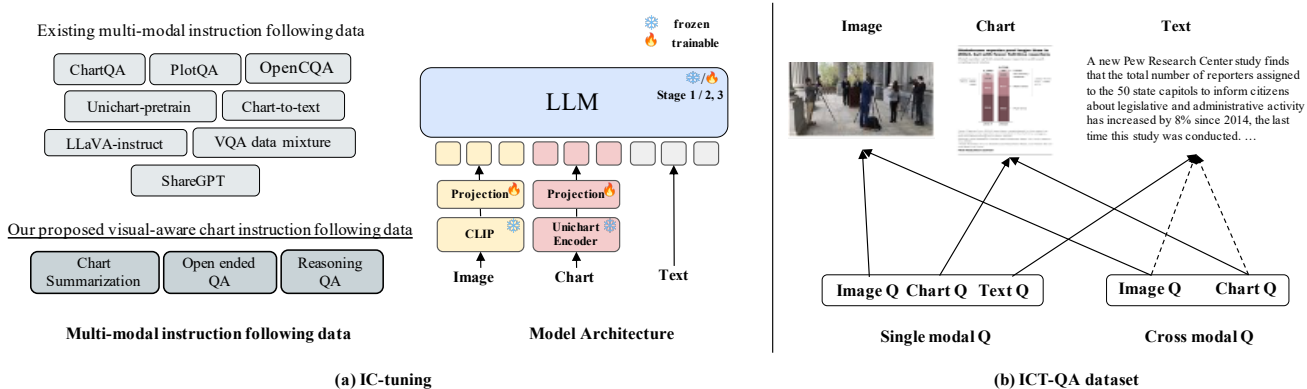 Existing multi-modal instruction following data
ChartQA
PlotQA
OpenCQA
Unichart-pretrain
Chart-to-text
LLaVA-instruct
VQA data mixture
ShareGPT
Our proposed visual-aware chart instruction following data
Chart
Summarization
Open ended
QA
Reasoning
QA
Multi-modal instruction following data
frozen
trainable
LLM
Stage 1 / 2, 3
Projection
Projection
CLIP
Unichart
Encoder
Image
Chart
Text
Model Architecture
(a) IC-tuning
Image
Chart
Text
A new Pew Research Center study finds
that the total number of reporters assigned
to the 50 state capitols to inform citizens
about legislative and administrative activity
has increased by 8% since 2014, the last
time this study was conducted. …
Image Q
Chart Q
Text Q
Image Q
Chart Q
Single modal Q
Cross modal Q
(b) ICT-QA dataset